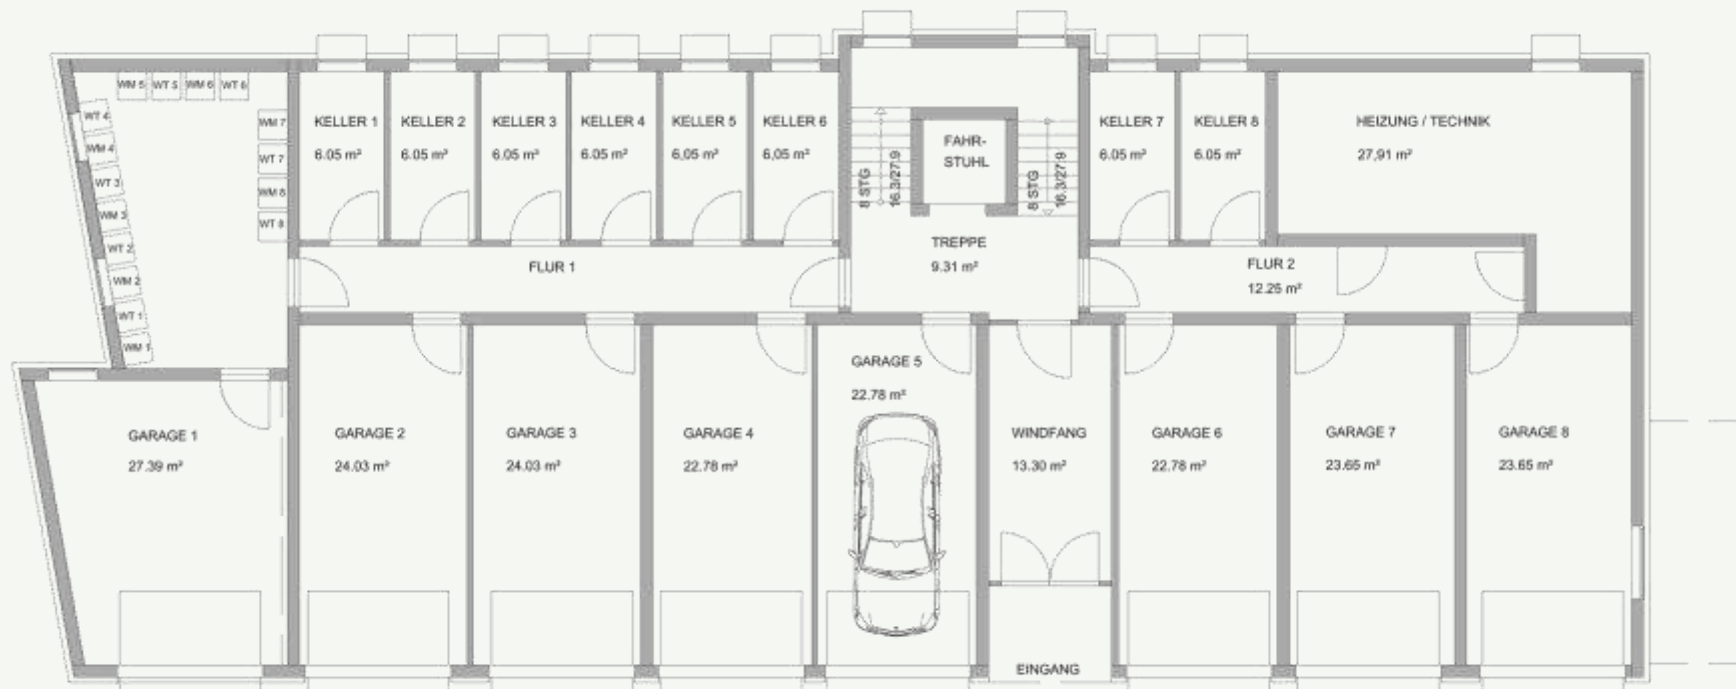 WM 5 WT 5 WM 6 WT 6
WT 4
WM 4
WT 3
WM 3
WT 2
WM 2
WT 1
WM 1
WM 7
WT 7
WM 8
WT 8
KELLER 1
6.05 m²
KELLER 2
6.05 m²
KELLER 3
6.05 m²
KELLER 4
6.05 m²
KELLER 5
6,05 m²
KELLER 6
6,05 m²
8 STG
16.3/27.9
FAHR-
STUHL
8 STG
16.3/27.9
KELLER 7
6.05 m²
KELLER 8
6.05 m²
HEIZUNG / TECHNIK
27,91 m²
FLUR 1
TREPPE
9.31 m²
FLUR 2
12.25 m²
GARAGE 1
27.39 m²
GARAGE 2
24.03 m²
GARAGE 3
24.03 m²
GARAGE 4
22.78 m²
GARAGE 5
22.78 m²
WINDFANG
13.30 m²
GARAGE 6
22.78 m²
GARAGE 7
23.65 m²
GARAGE 8
23.65 m²
EINGANG